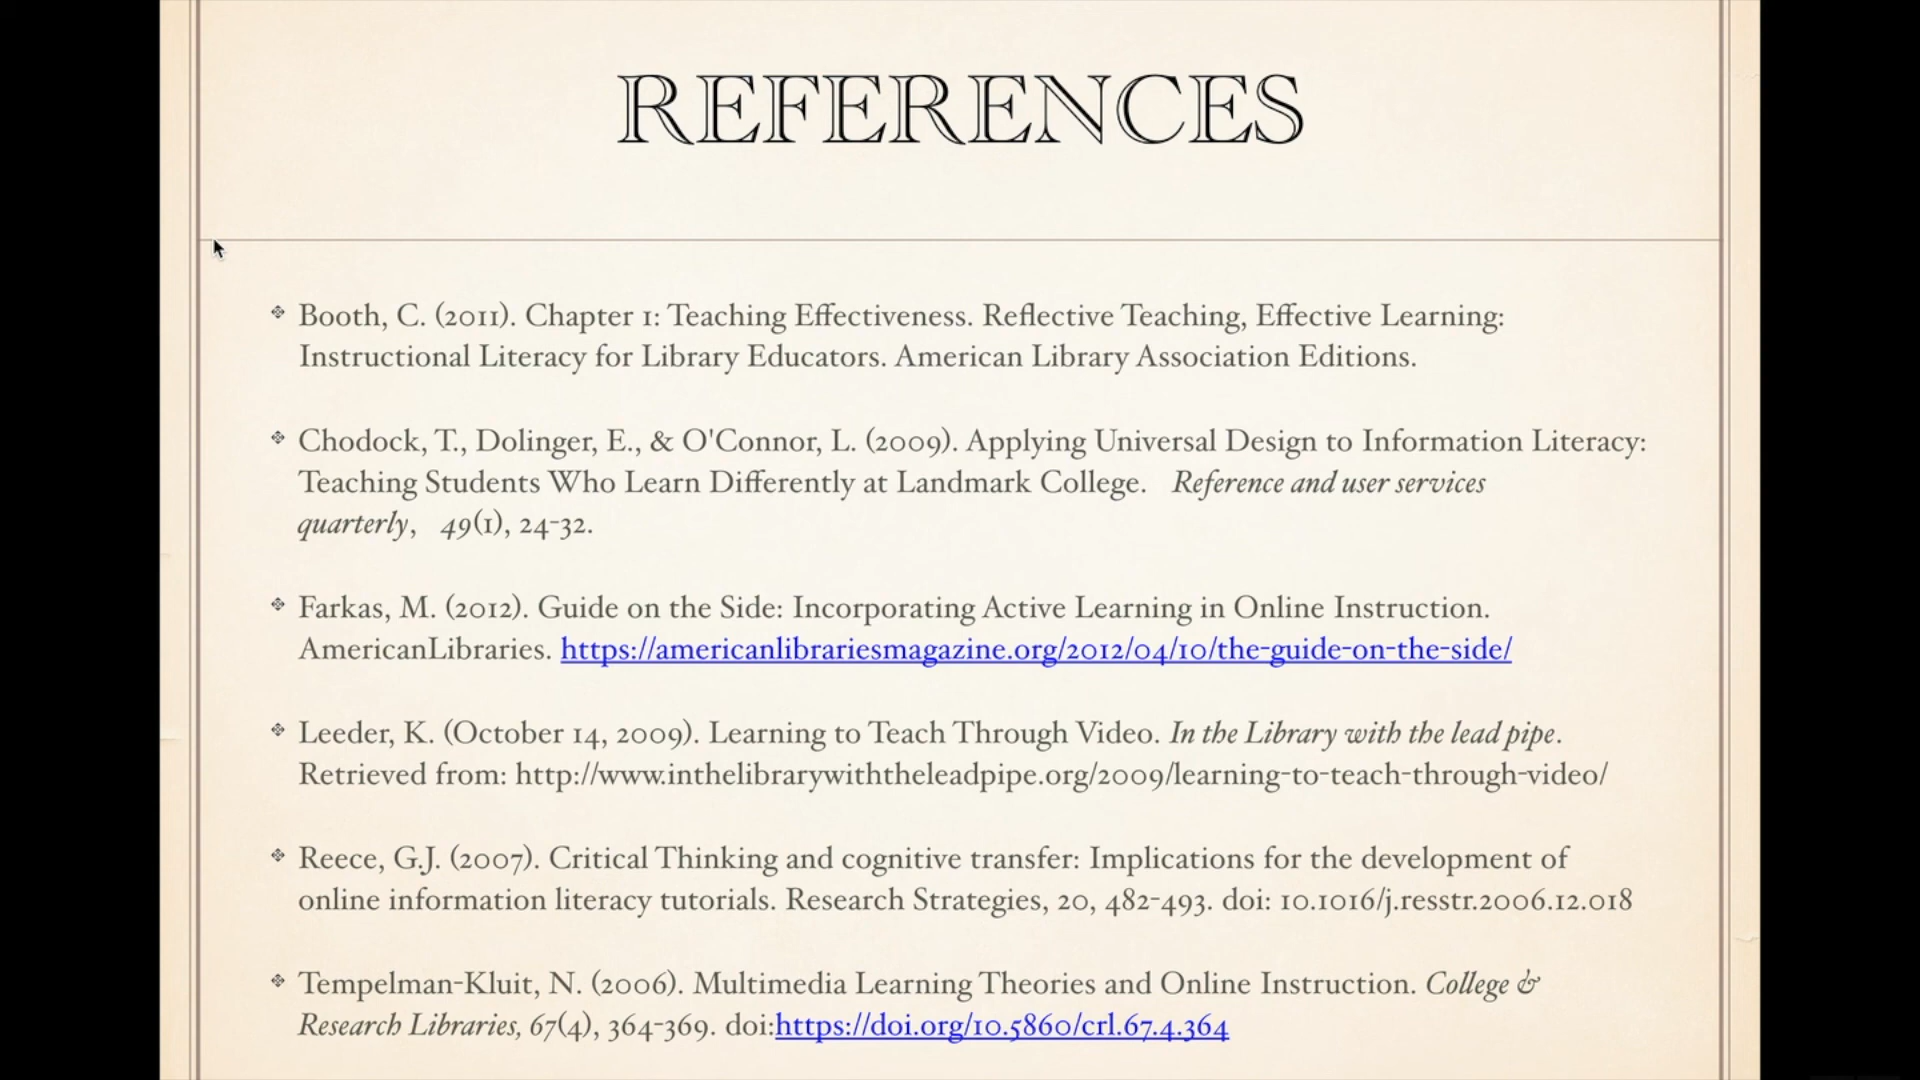 REFERENCES
Booth, C. (2011). Chapter 1: Teaching Effectiveness. Reflective Teaching, Effective Learning:
Instructional Literacy for Library Educators. American Library Association Editions.
Chodock, T., Dolinger, E., & O'Connor, L. (2009). Applying Universal Design to Information Literacy:
Teaching Students Who Learn Differently at Landmark College. Reference and user services
quarterly, 49(1), 24-32.
Farkas, M. (2012). Guide on the Side: Incorporating Active Learning in Online Instruction.
AmericanLibraries. https://americanlibrariesmagazine.org/2012/04/10/the-guide-on-the-side/
Leeder, K. (October 14, 2009). Learning to Teach Through Video. In the Library with the lead pipe.
Retrieved from: http://www.inthelibrarywiththeleadpipe.org/2009/learning-to-teach-through-video/
Reece, G.J. (2007). Critical Thinking and cognitive transfer: Implications for the development of
online information literacy tutorials. Research Strategies, 20, 482-493. doi: 10.1016/j.resstr.2006.12.018
Tempelman-Kluit, N. (2006). Multimedia Learning Theories and Online Instruction. College &
Research Libraries, 67(4), 364-369. doi:https://doi.org/10.5860/crl.67.4.364